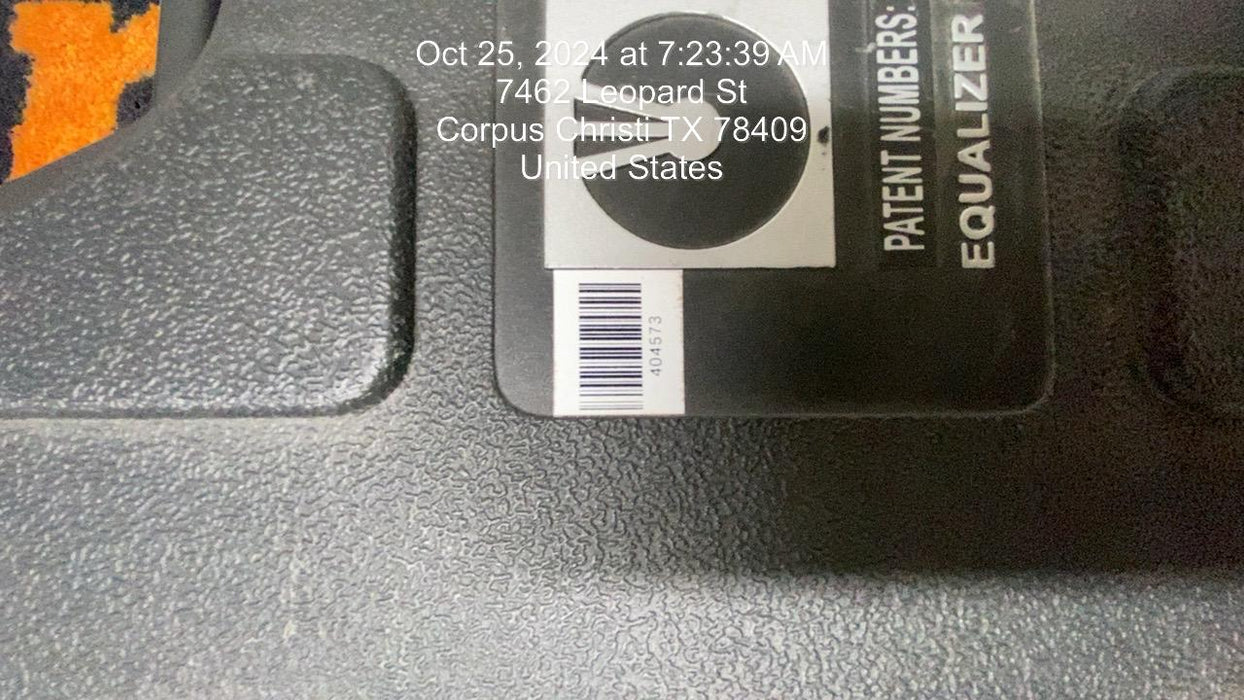 Oct 25, 2024 at 7:23:39 AM
7462 Leopard St
Corpus Christi TX 78409
United States
PATENT NUMBERS:
EQUALIZER
404573